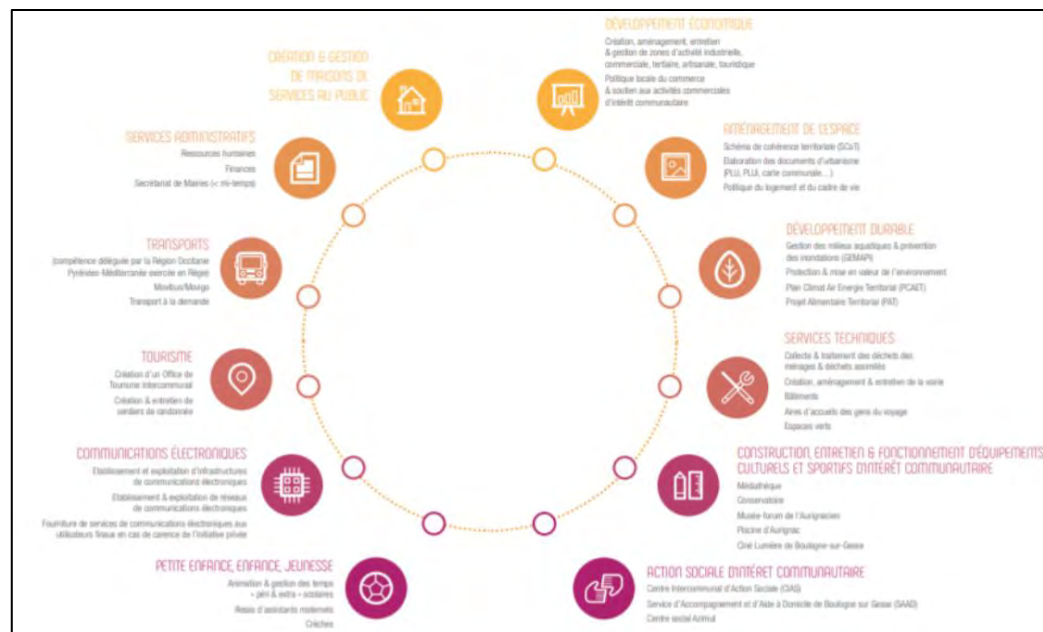 CRÉATION & GESTION
DE MAISONS DE
SERVICES AU PUBLIC
DÉVELOPPEMENT ÉCONOMIQUE
Création, aménagement, entretien
& gestion de zones d'activité industrielle,
commerciale, tertiaire, artisanale, touristique
Politique locale du commerce
& soutien aux activités commerciales
d'intérêt communautaire
AMÉNAGEMENT DE L'ESPACE
Schéma de cohérence territoriale (SCoT)
Elaboration des documents d'urbanisme
(PLU, PLUi, carte communale... )
Politique du logement et du cadre de vie
DÉVELOPPEMENT DURABLE
Gestion des milieux aquatiques & prévention
des inondations (GEMAPI)
Protection & mise en valeur de l'environnement
Plan Climat Air Energie Territorial (PCAET)
Projet Alimentaire Territorial (PAT)
SERVICES TECHNIQUES
Collecte & traitement des déchets des
ménages & déchets assimilés
Création, aménagement & entretien de la voirie
Bâtiments
Aires d'accueils des gens du voyage
Espaces verts
CONSTRUCTION, ENTRETIEN & FONCTIONNEMENT D'ÉQUIPEMENTS
CULTURELS ET SPORTIFS D'INTÉRÊT COMMUNAUTAIRE
Médiathèque
Conservatoire
Musée-forum de l'Aurignacien
Piscine d'Aurignac
Ciné Lumière de Boulogne-sur-Gesse
ACTION SOCIALE D'INTÉRET COMMUNAUTAIRE
Centre Intercommunal d'Action Sociale (CIAS)
Service d'Accompagnement et d'Aide à Domicile de Boulogne sur Gesse (SAAD)
Centre social Azimut
PETITE ENFANCE, ENFANCE, JEUNESSE
Animation & gestion des temps
« péri & extra » scolaires
Relais d'assistants maternels
Crèches
COMMUNICATIONS ÉLECTRONIQUES
Etablissement et exploitation d'infrastructures
de communications électroniques
Etablissement & exploitation de réseaux
de communications électroniques
Fourniture de services de communications électroniques aux
utilisateurs finaux en cas de carence de l'initiative privée
TOURISME
Création d'un Office de
Tourisme Intercommunal
Création & entretien de
sentiers de randonnée
TRANSPORTS
(compétence déléguée par la Région Occitanie
Pyrénées-Méditerranée exercée en Régie)
Movibus/Movigo
Transport à la demande
SERVICES ADMINISTRATIFS
Ressources humaines
Finances
Secrétariat de Mairies (< mi-temps)